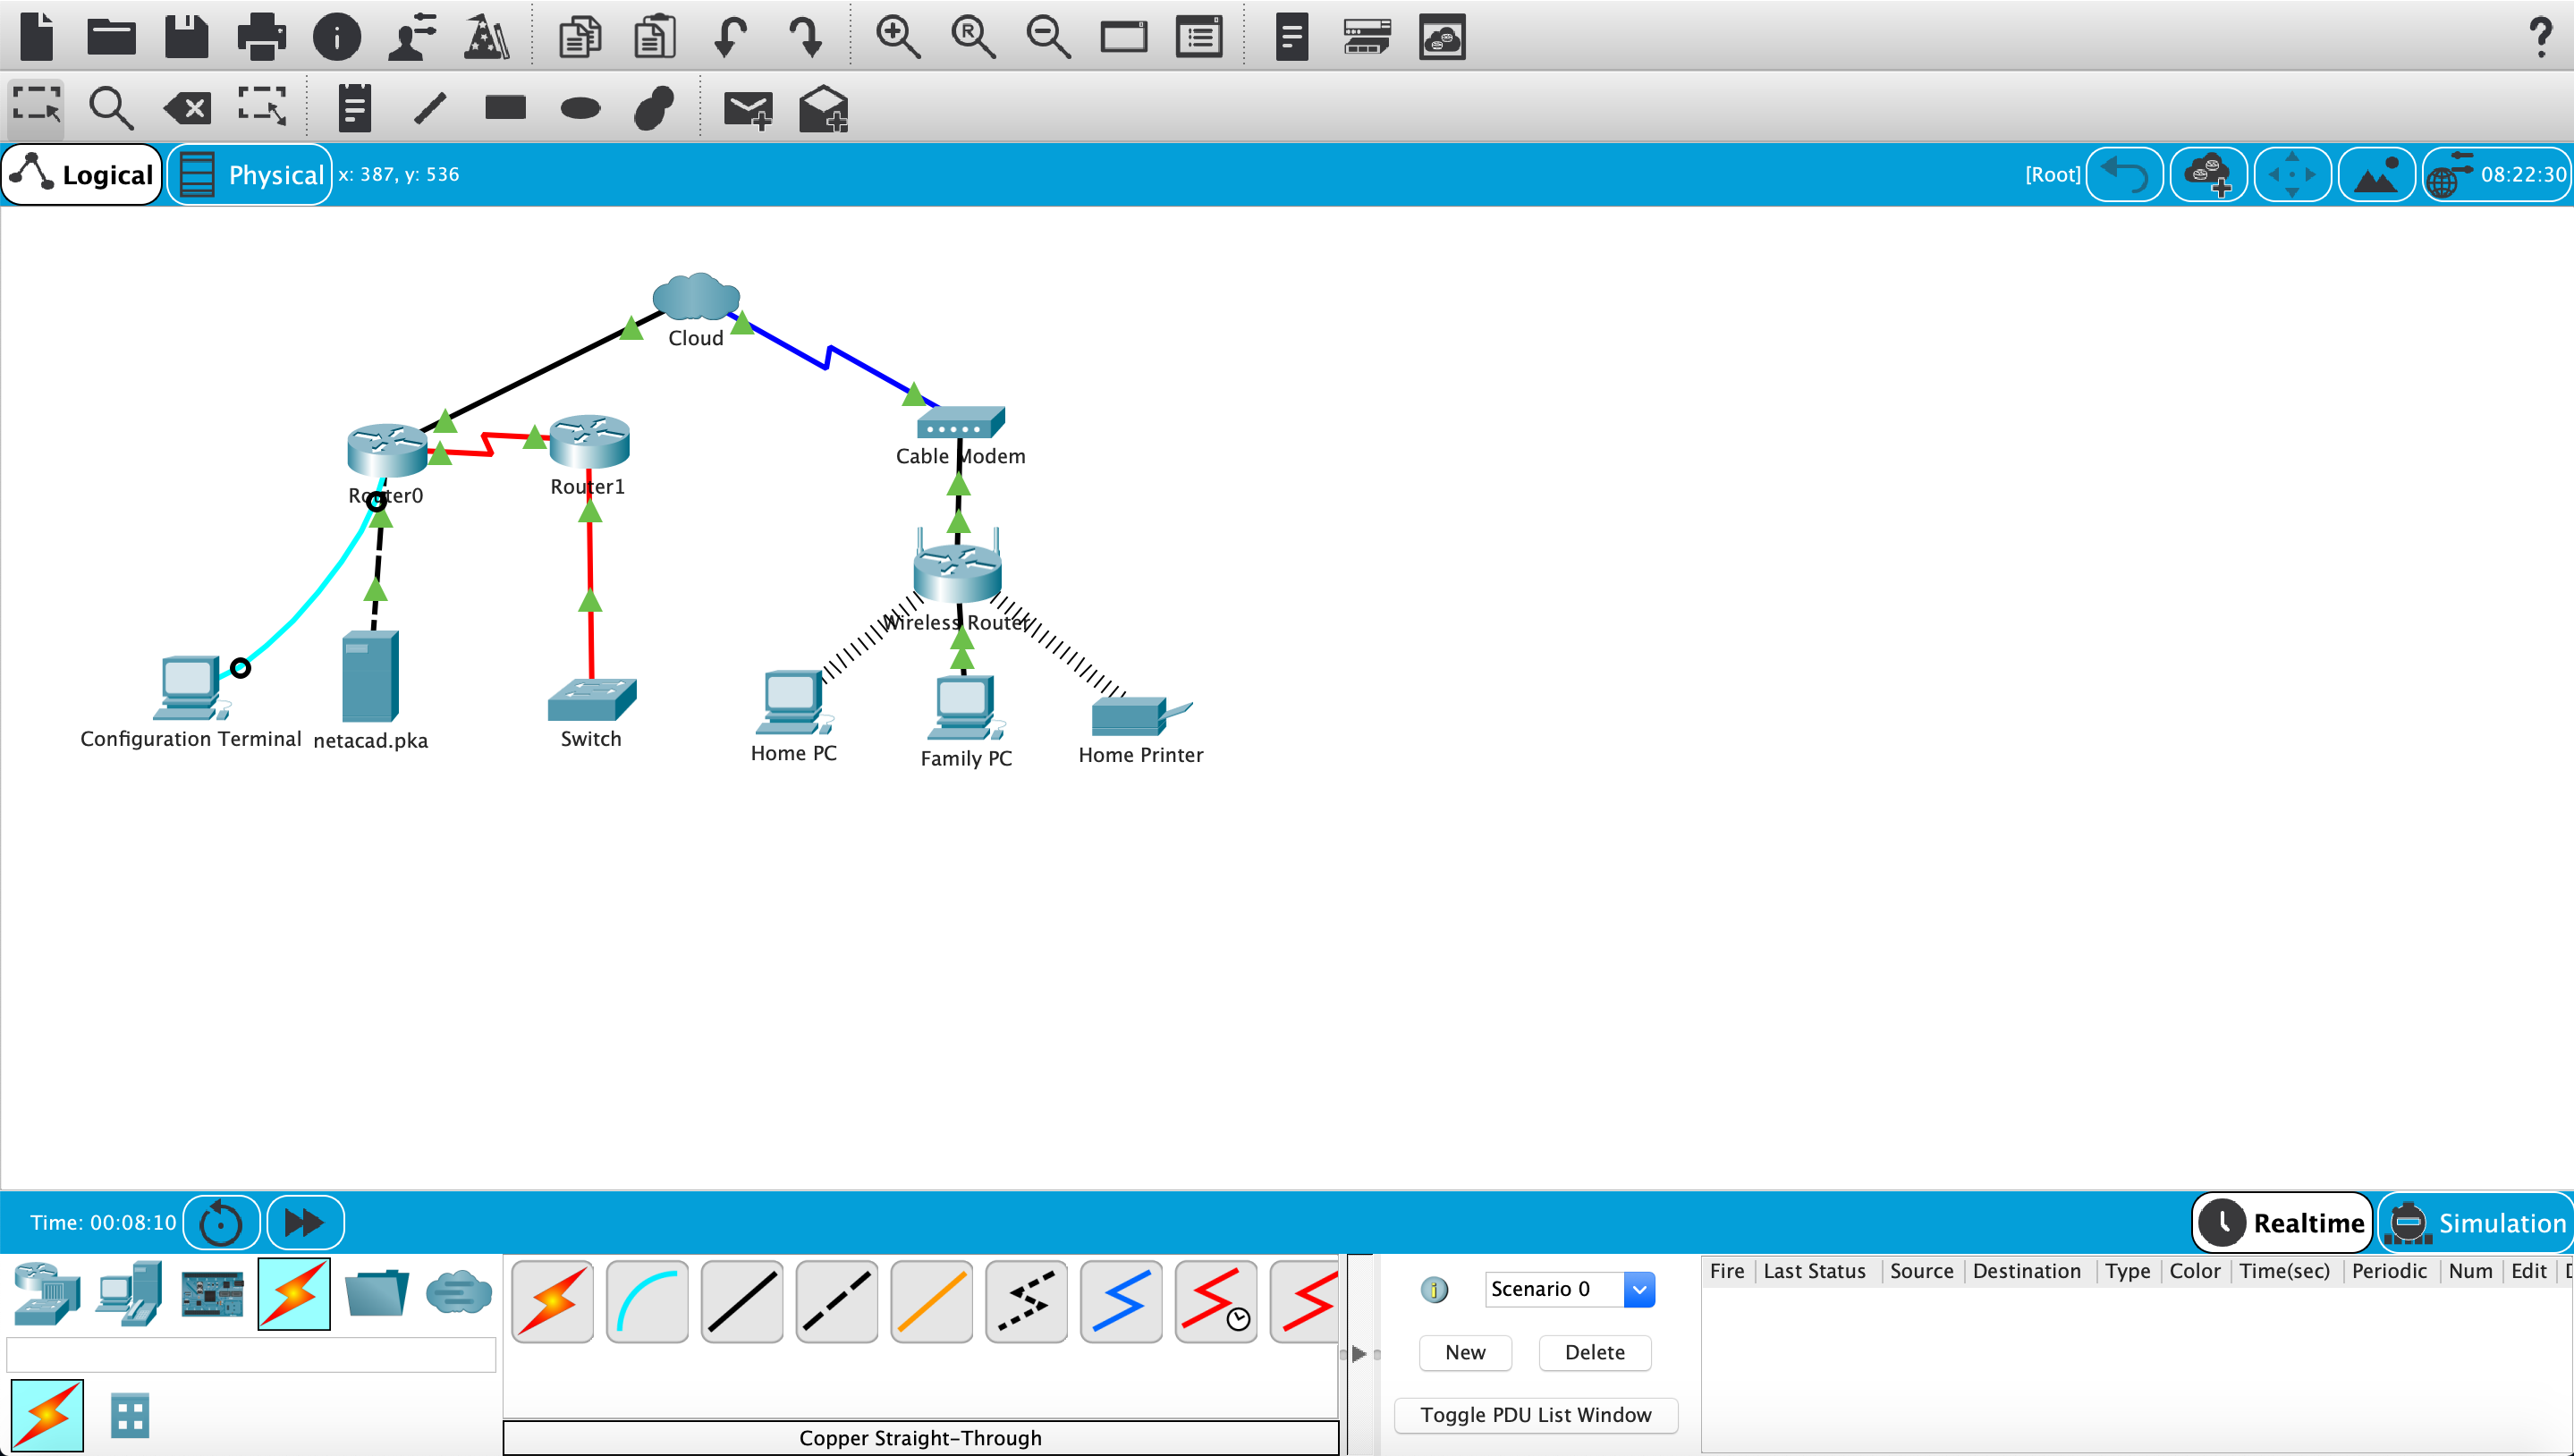 Logical
Physical
x: 387, y: 536
[Root]
08:22:30
Cloud
Router0
Router1
Cable Modem
Wireless Router
Configuration Terminal
netacad.pka
Switch
Home PC
Family PC
Home Printer
Time: 00:08:10
Realtime
Simulation
Scenario 0
New
Delete
Toggle PDU List Window
Fire Last Status Source Destination Type Color Time(sec) Periodic Num Edit
Copper Straight-Through